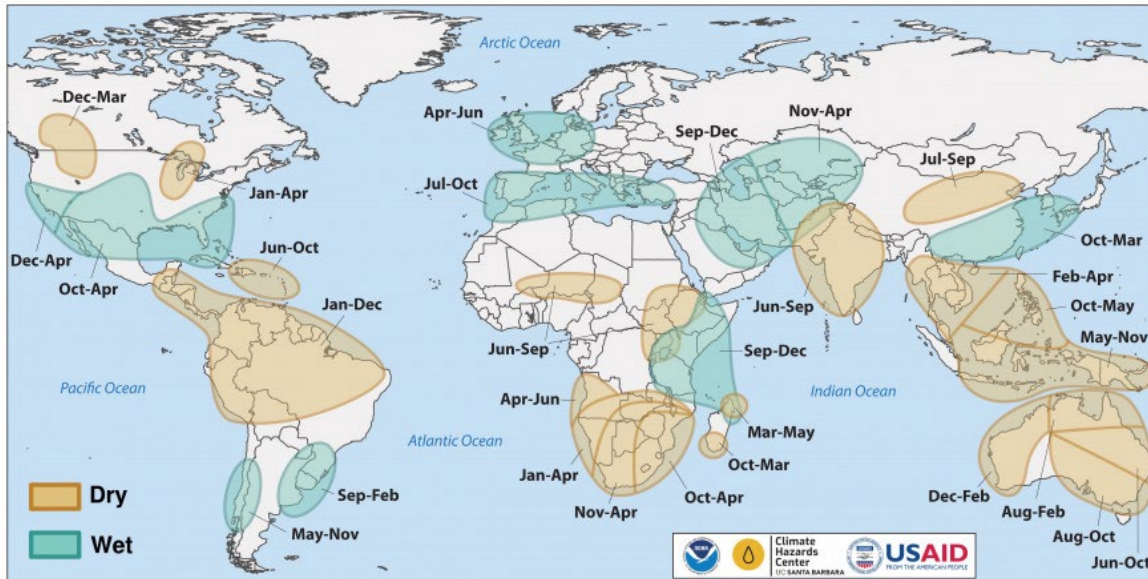 Arctic Ocean
Dec-Mar
Apr-Jun
Nov-Apr
Sep-Dec
Jul-Sep
Jan-Apr
Jul-Oct
Oct-Mar
Dec-Apr
Jun-Oct
Oct-Apr
Feb-Apr
Oct-May
Jun-Sep
Jan-Dec
Jun-Sep
Sep-Dec
May-Nov
Pacific Ocean
Indian Ocean
Apr-Jun
Atlantic Ocean
Mar-May
Jan-Apr
Oct-Mar
Dec-Feb
Dry
Sep-Feb
Oct-Apr
Nov-Apr
Aug-Feb
May-Nov
Aug-Oct
Wet
Jun-Oct
NOAA
Climate
Hazards
Center
UC SANTA BARBARA
USAID
FROM THE AMERICAN PEOPLE